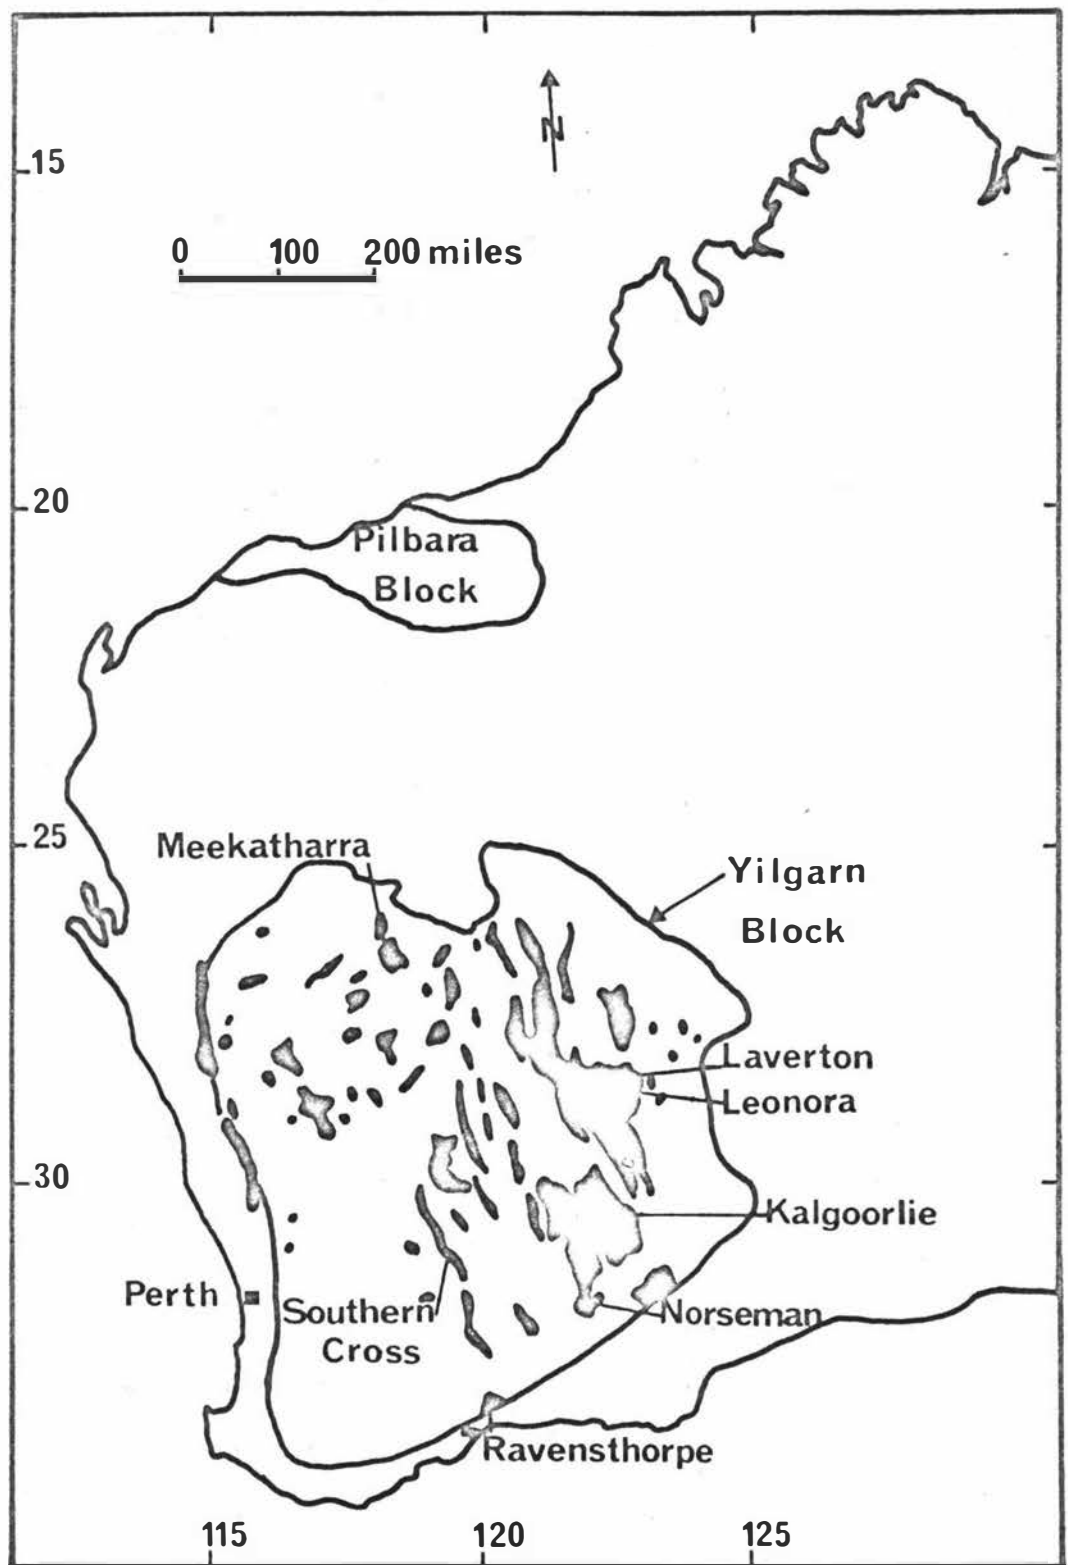 N
15
0 100 200 miles
20
Pilbara
Block
25
Meekatharra
Yilgarn
Block
Laverton
Leonora
30
Kalgoorlie
Perth
Southern
Cross
Norseman
Ravensthorpe
115 120 125